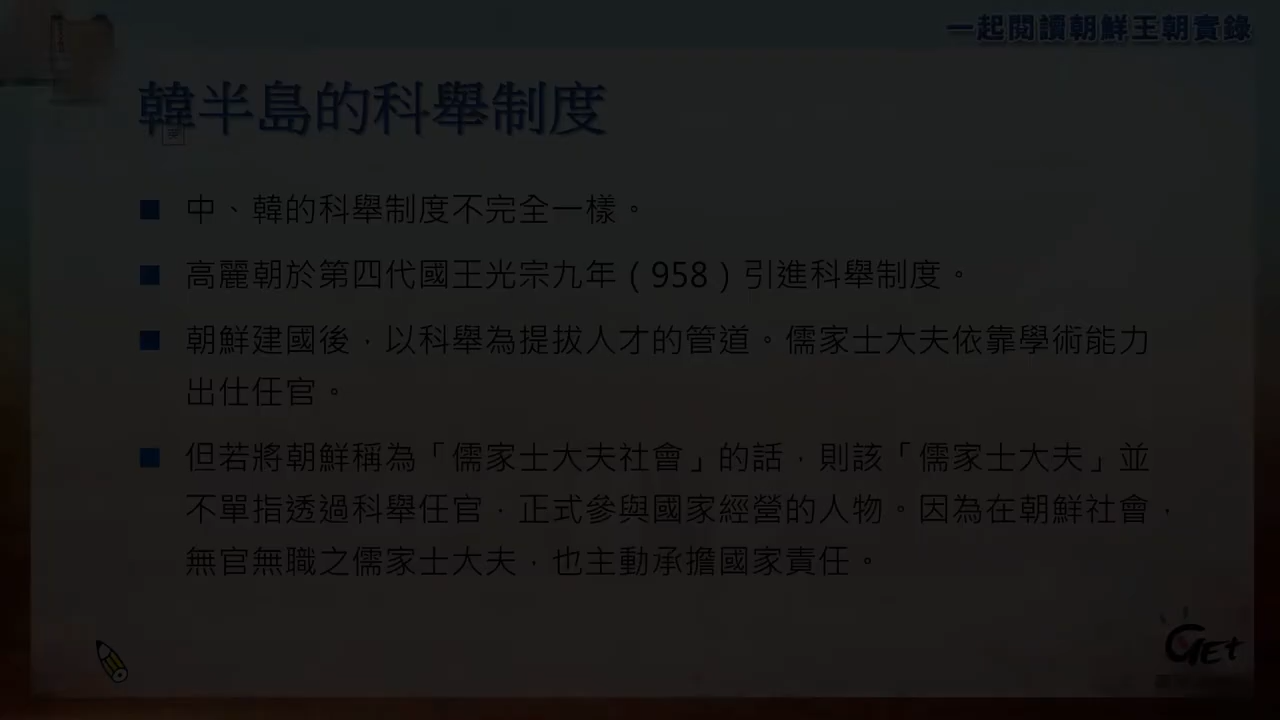 一起閱讀朝鮮王朝實錄
韓半島的科舉制度
中、韓的科舉制度不完全一樣。
高麗朝於第四代國王光宗九年（958）引進科舉制度。
朝鮮建國後，以科舉為提拔人才的管道。儒家士大夫依靠學術能力
出仕任官。
但若將朝鮮稱為「儒家士大夫社會」的話，則該「儒家士大夫」並
不單指透過科舉任官，正式參與國家經營的人物。因為在朝鮮社會，
無官無職之儒家士大夫，也主動承擔國家責任。
GET